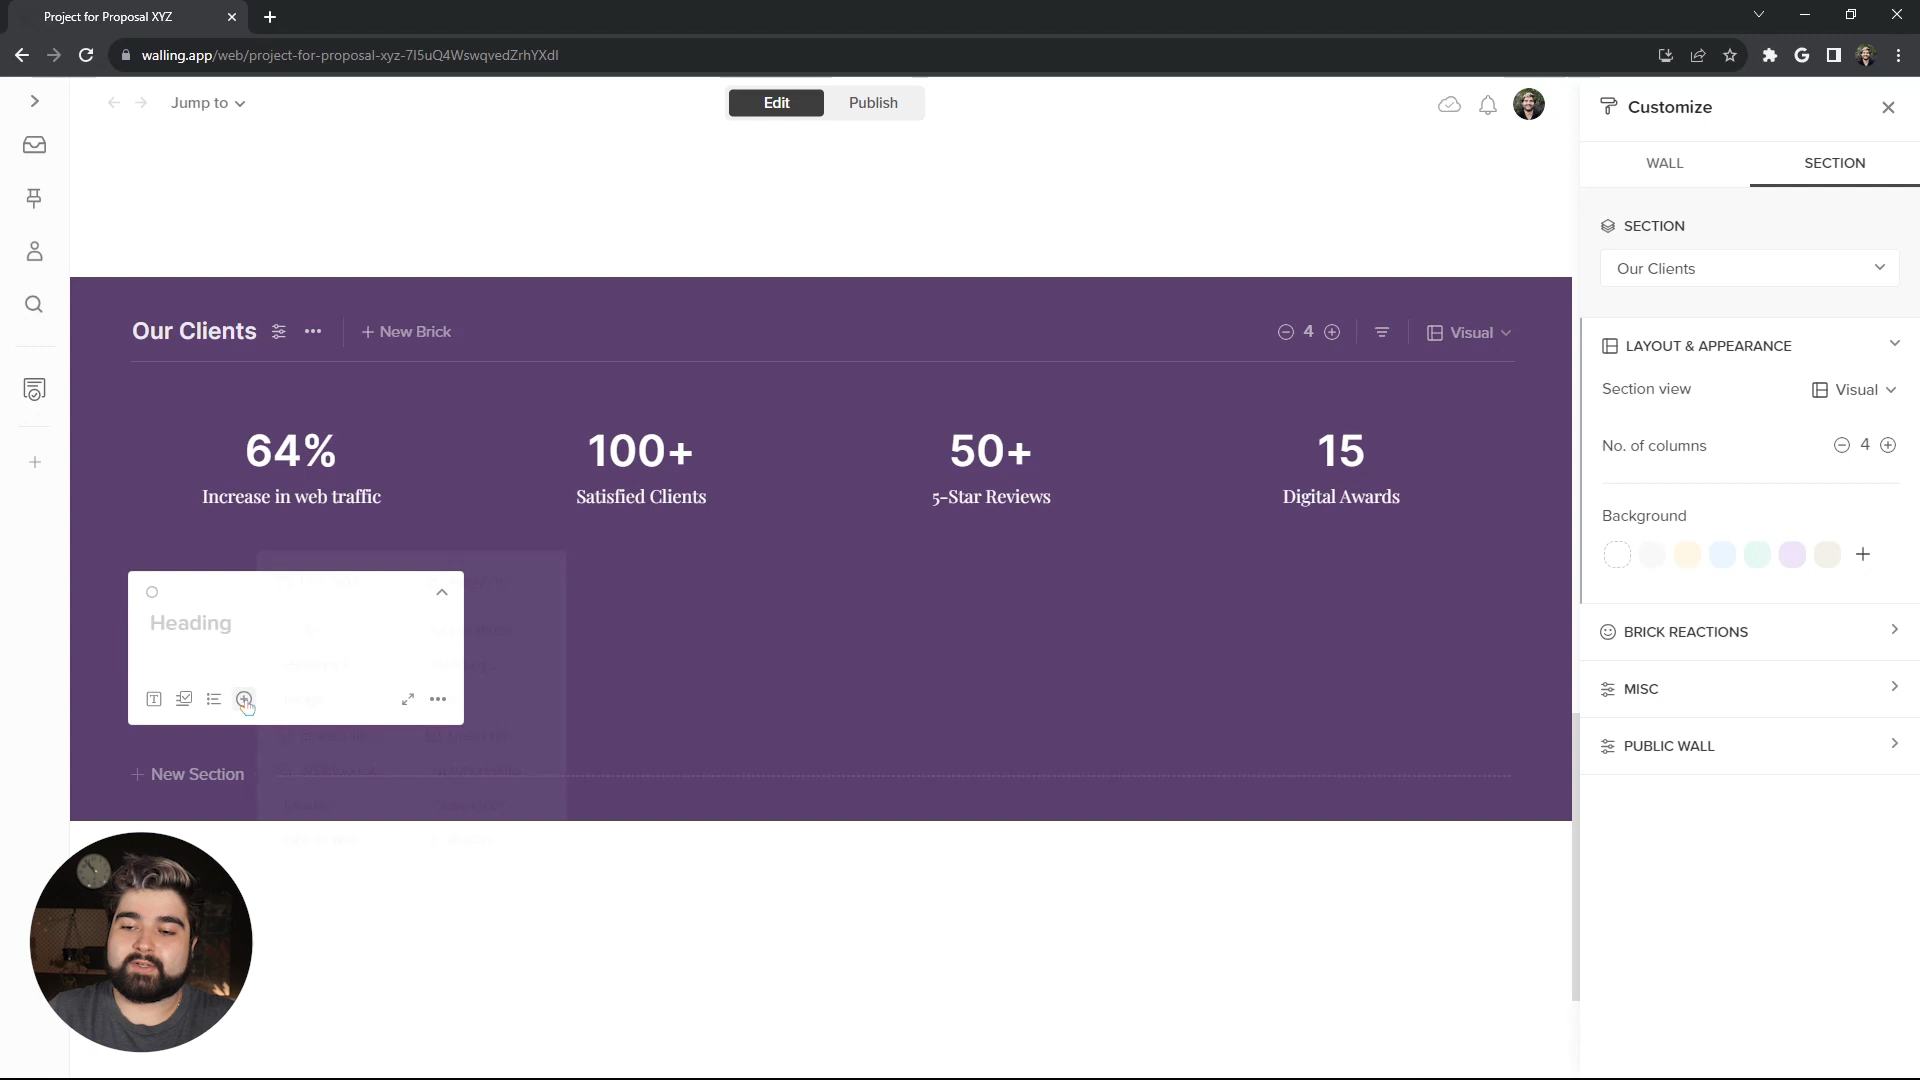 Project for Proposal XYZ
walling.app/web/project-for-proposal-xyz-7I5uQ4WswqvedZrhYXdI
Jump to
Edit
Publish
Customize
WALL
SECTION
SECTION
Our Clients
Our Clients
+ New Brick
4
Visual
LAYOUT & APPEARANCE
Section view
Visual
No. of columns
4
64%
100+
50+
15
Increase in web traffic
Satisfied Clients
5-Star Reviews
Digital Awards
Background
Heading
BRICK REACTIONS
MISC
PUBLIC WALL
+ New Section